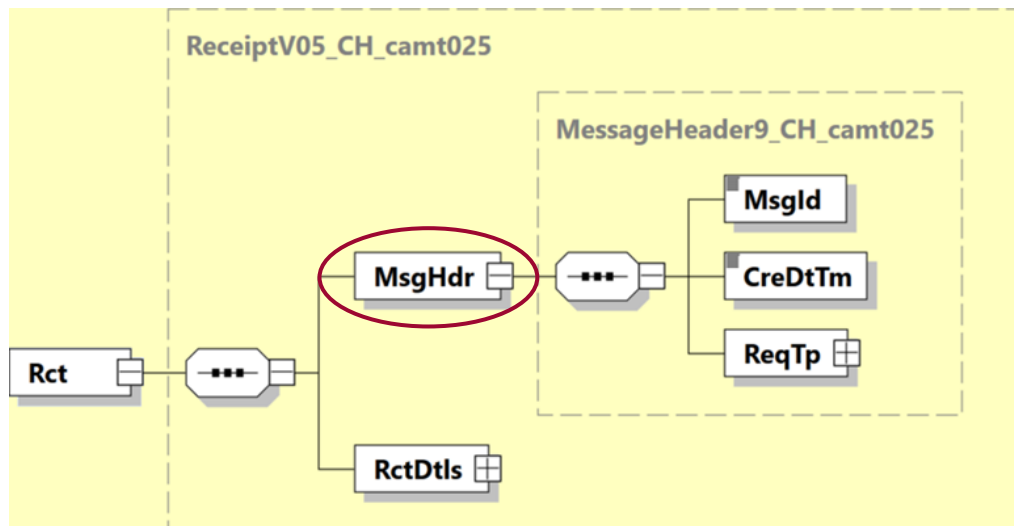 ReceiptV05_CH_camt025
MessageHeader9_CH_camt025
MsgId
MsgHdr
CreDtTm
ReqTp
Rct
RctDtls